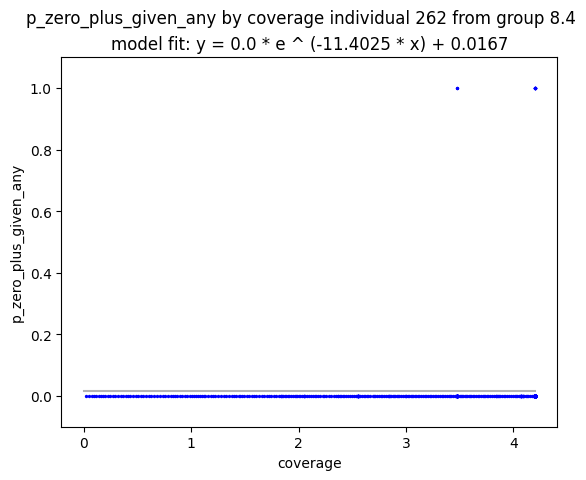 p_zero_plus_given_any by coverage individual 262 from group 8.4
model fit: y = 0.0 * e ^ (-11.4025 * x) + 0.0167
1.0
0.8
0.6
0.4
0.2
0.0
p_zero_plus_given_any
0 1 2 3 4
coverage